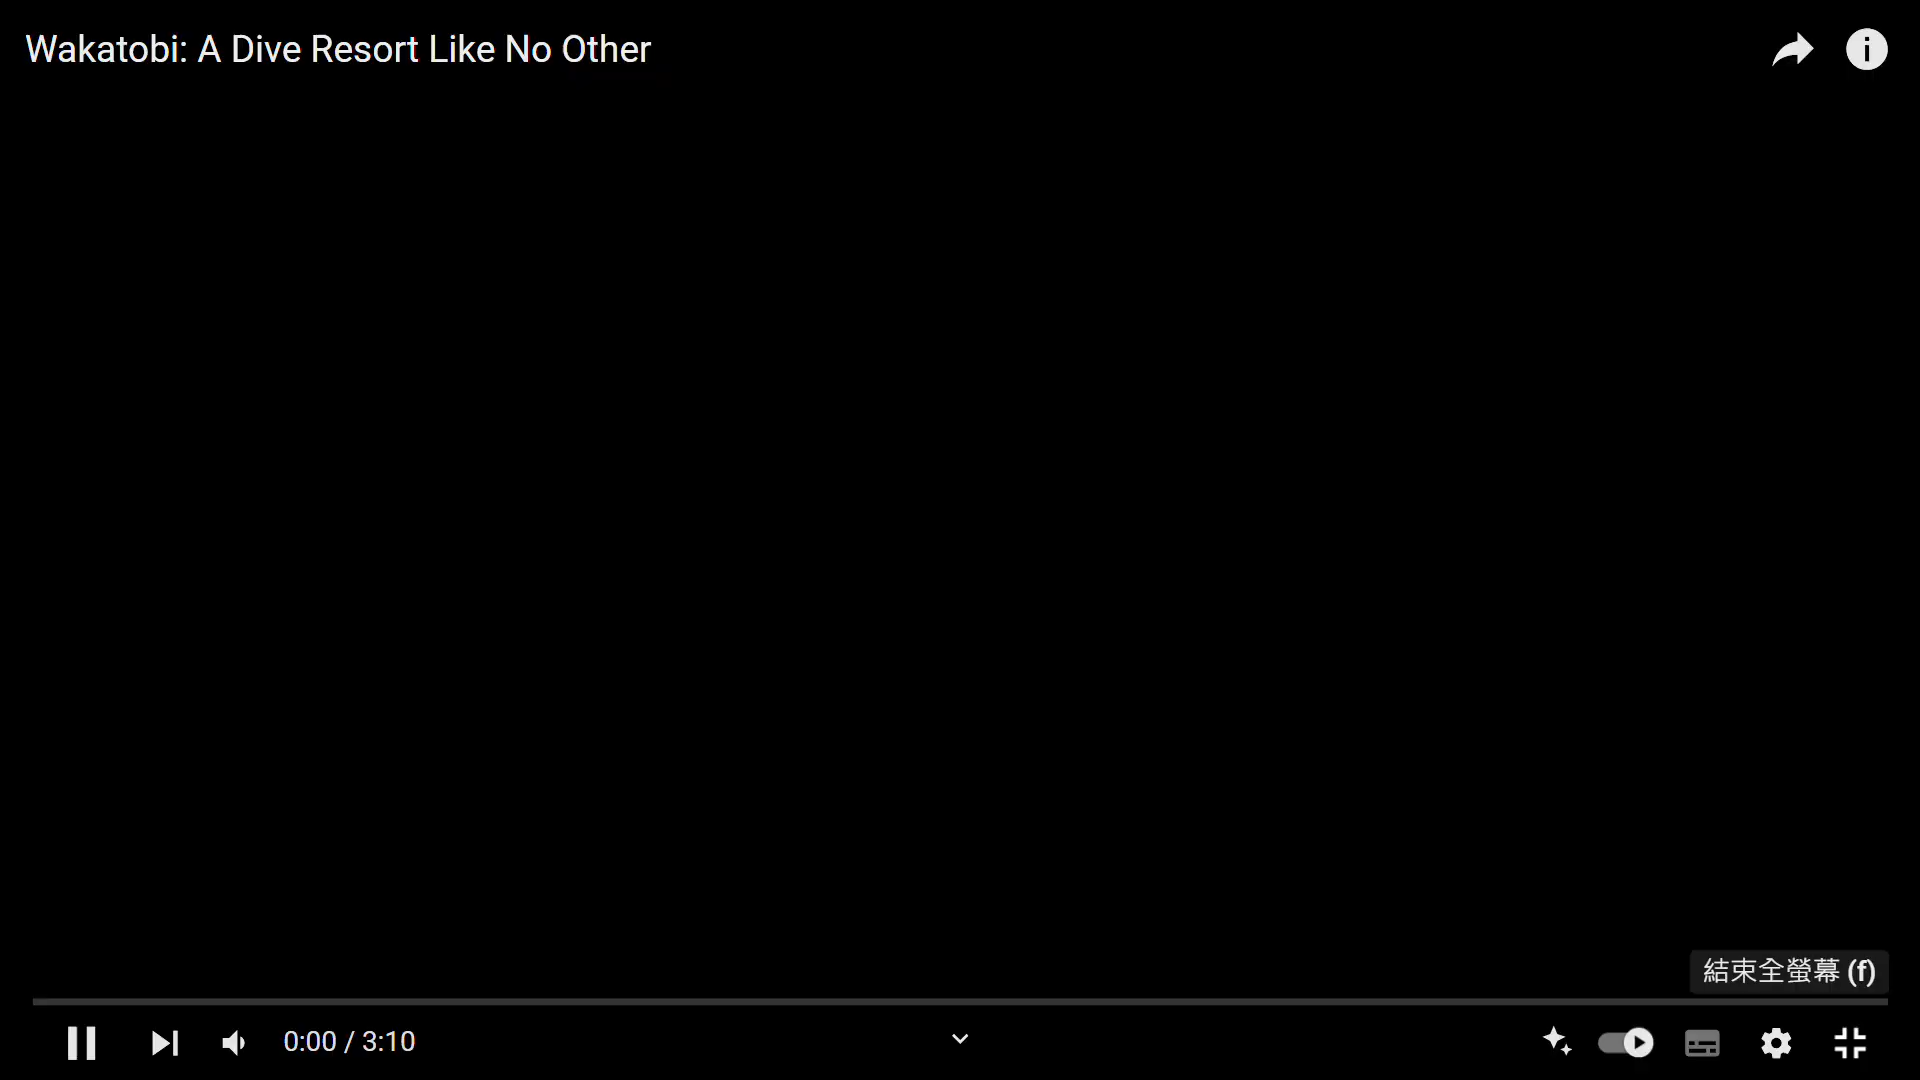 Wakatobi: A Dive Resort Like No Other
結束全螢幕 (f)
0:00 / 3:10